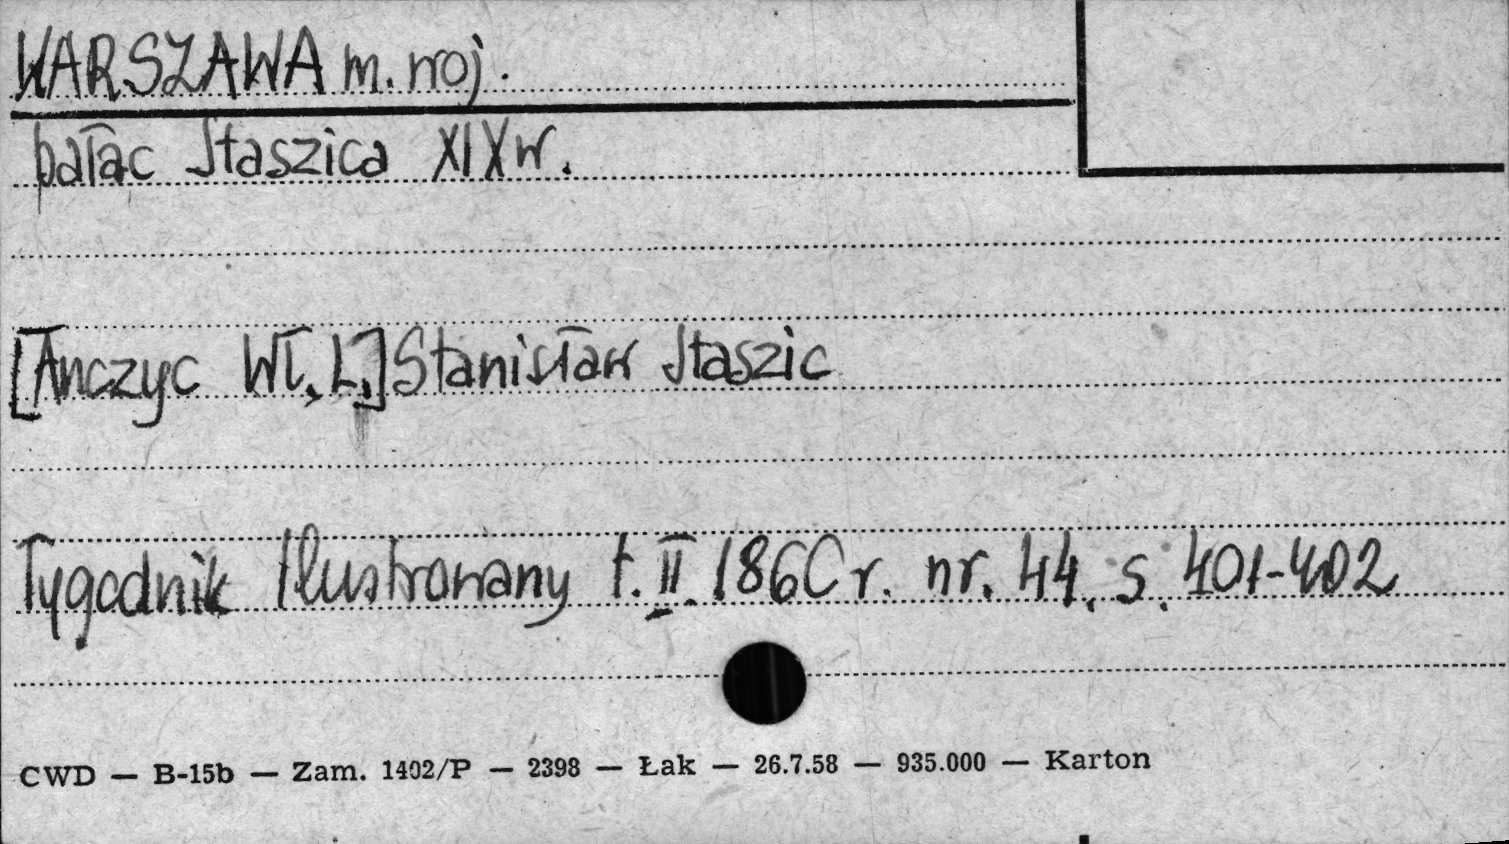 WARSZAWA m. woj.
pałac Staszica XIX w.
[Anczyc Wł. L.] Stanisław Staszic
Tygodnik Ilustrowany t. II. 1860 r. nr. 44. s. 401-402
CWD — B-15b — Zam. 1402/P — 2398 — Łak — 26.7.58 — 935.000 — Karton